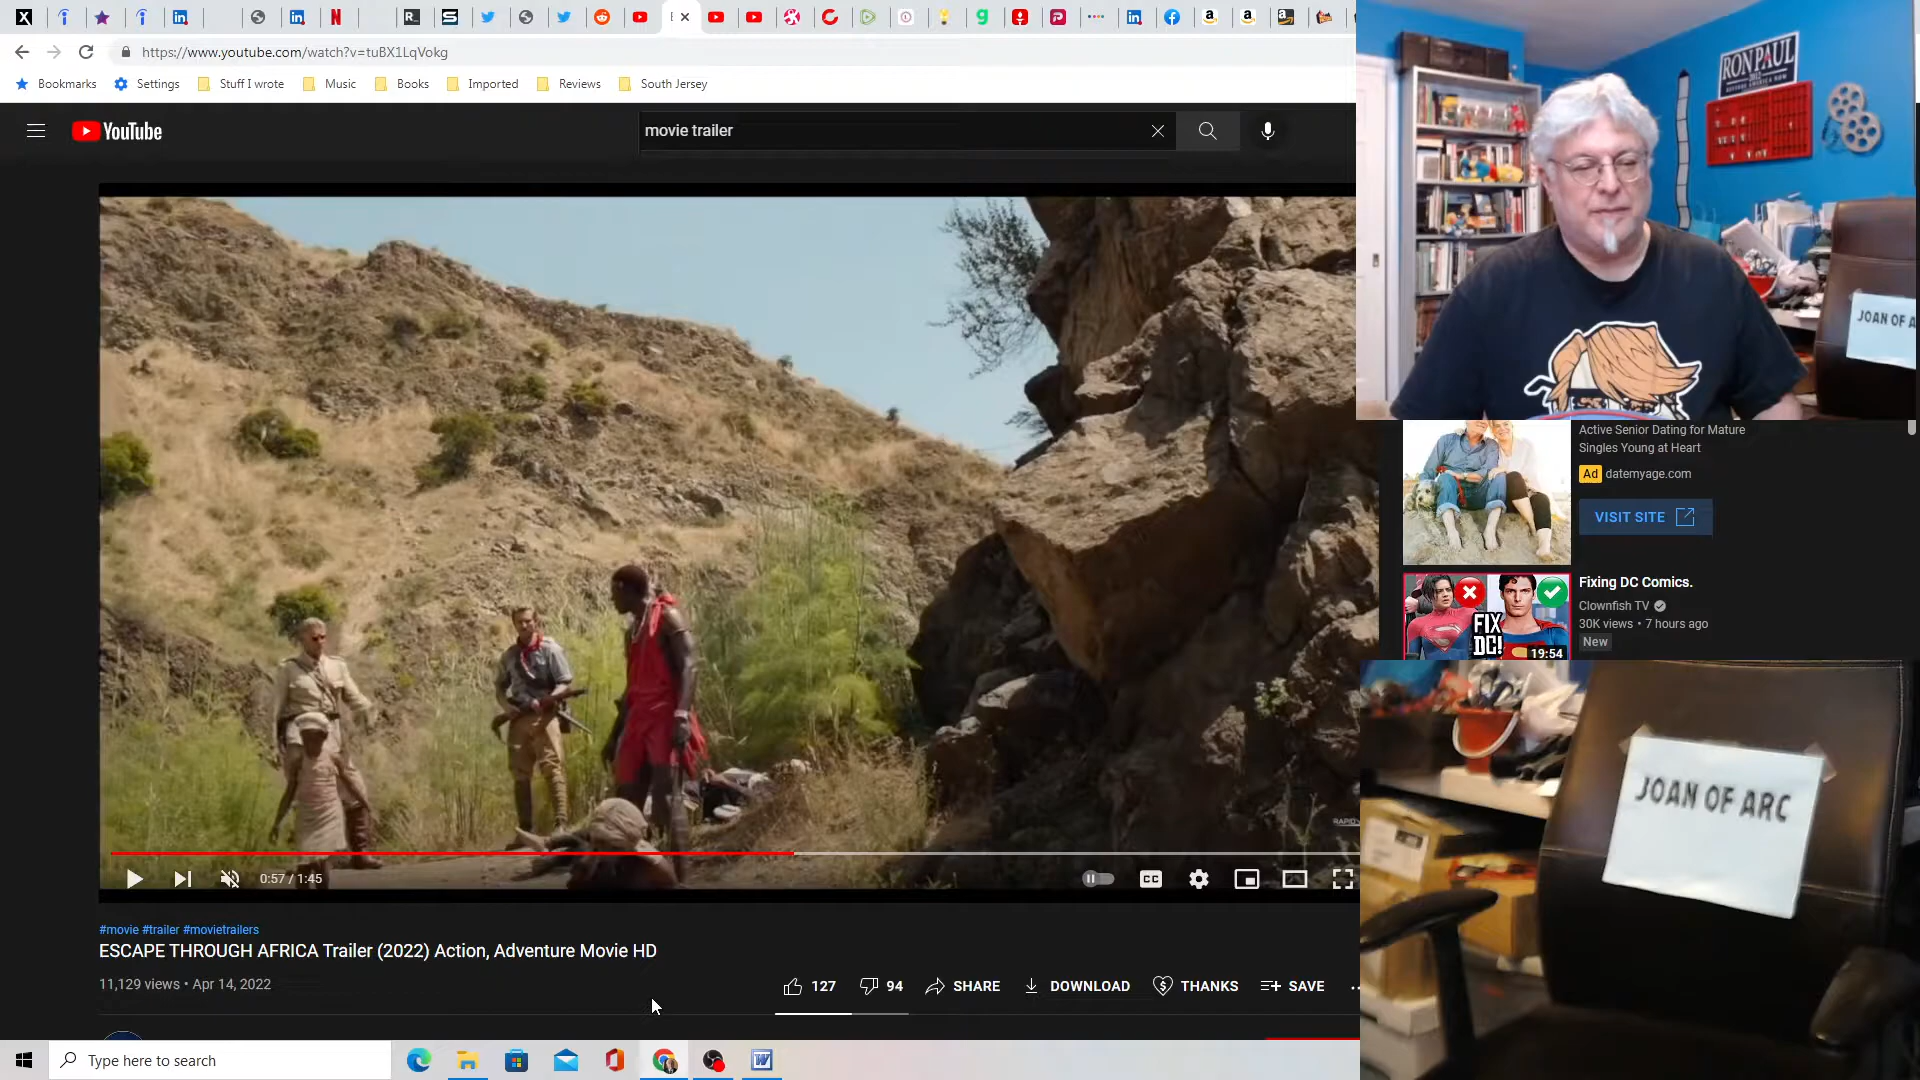 https://www.youtube.com/watch?v=tuBX1LqVokg
Bookmarks Settings Stuff I wrote Music Books Imported Reviews South Jersey
YouTube
movie trailer
RON PAUL
JOAN OF A
Active Senior Dating for Mature
Singles Young at Heart
Ad datemyage.com
VISIT SITE
Fixing DC Comics.
Clownfish TV
30K views • 7 hours ago
New
FIX
DC!
19:54
JOAN OF ARC
0:57 / 1:45
CC
#movie #trailer #movietrailers
ESCAPE THROUGH AFRICA Trailer (2022) Action, Adventure Movie HD
11,129 views • Apr 14, 2022
127 94 SHARE DOWNLOAD THANKS SAVE
Type here to search